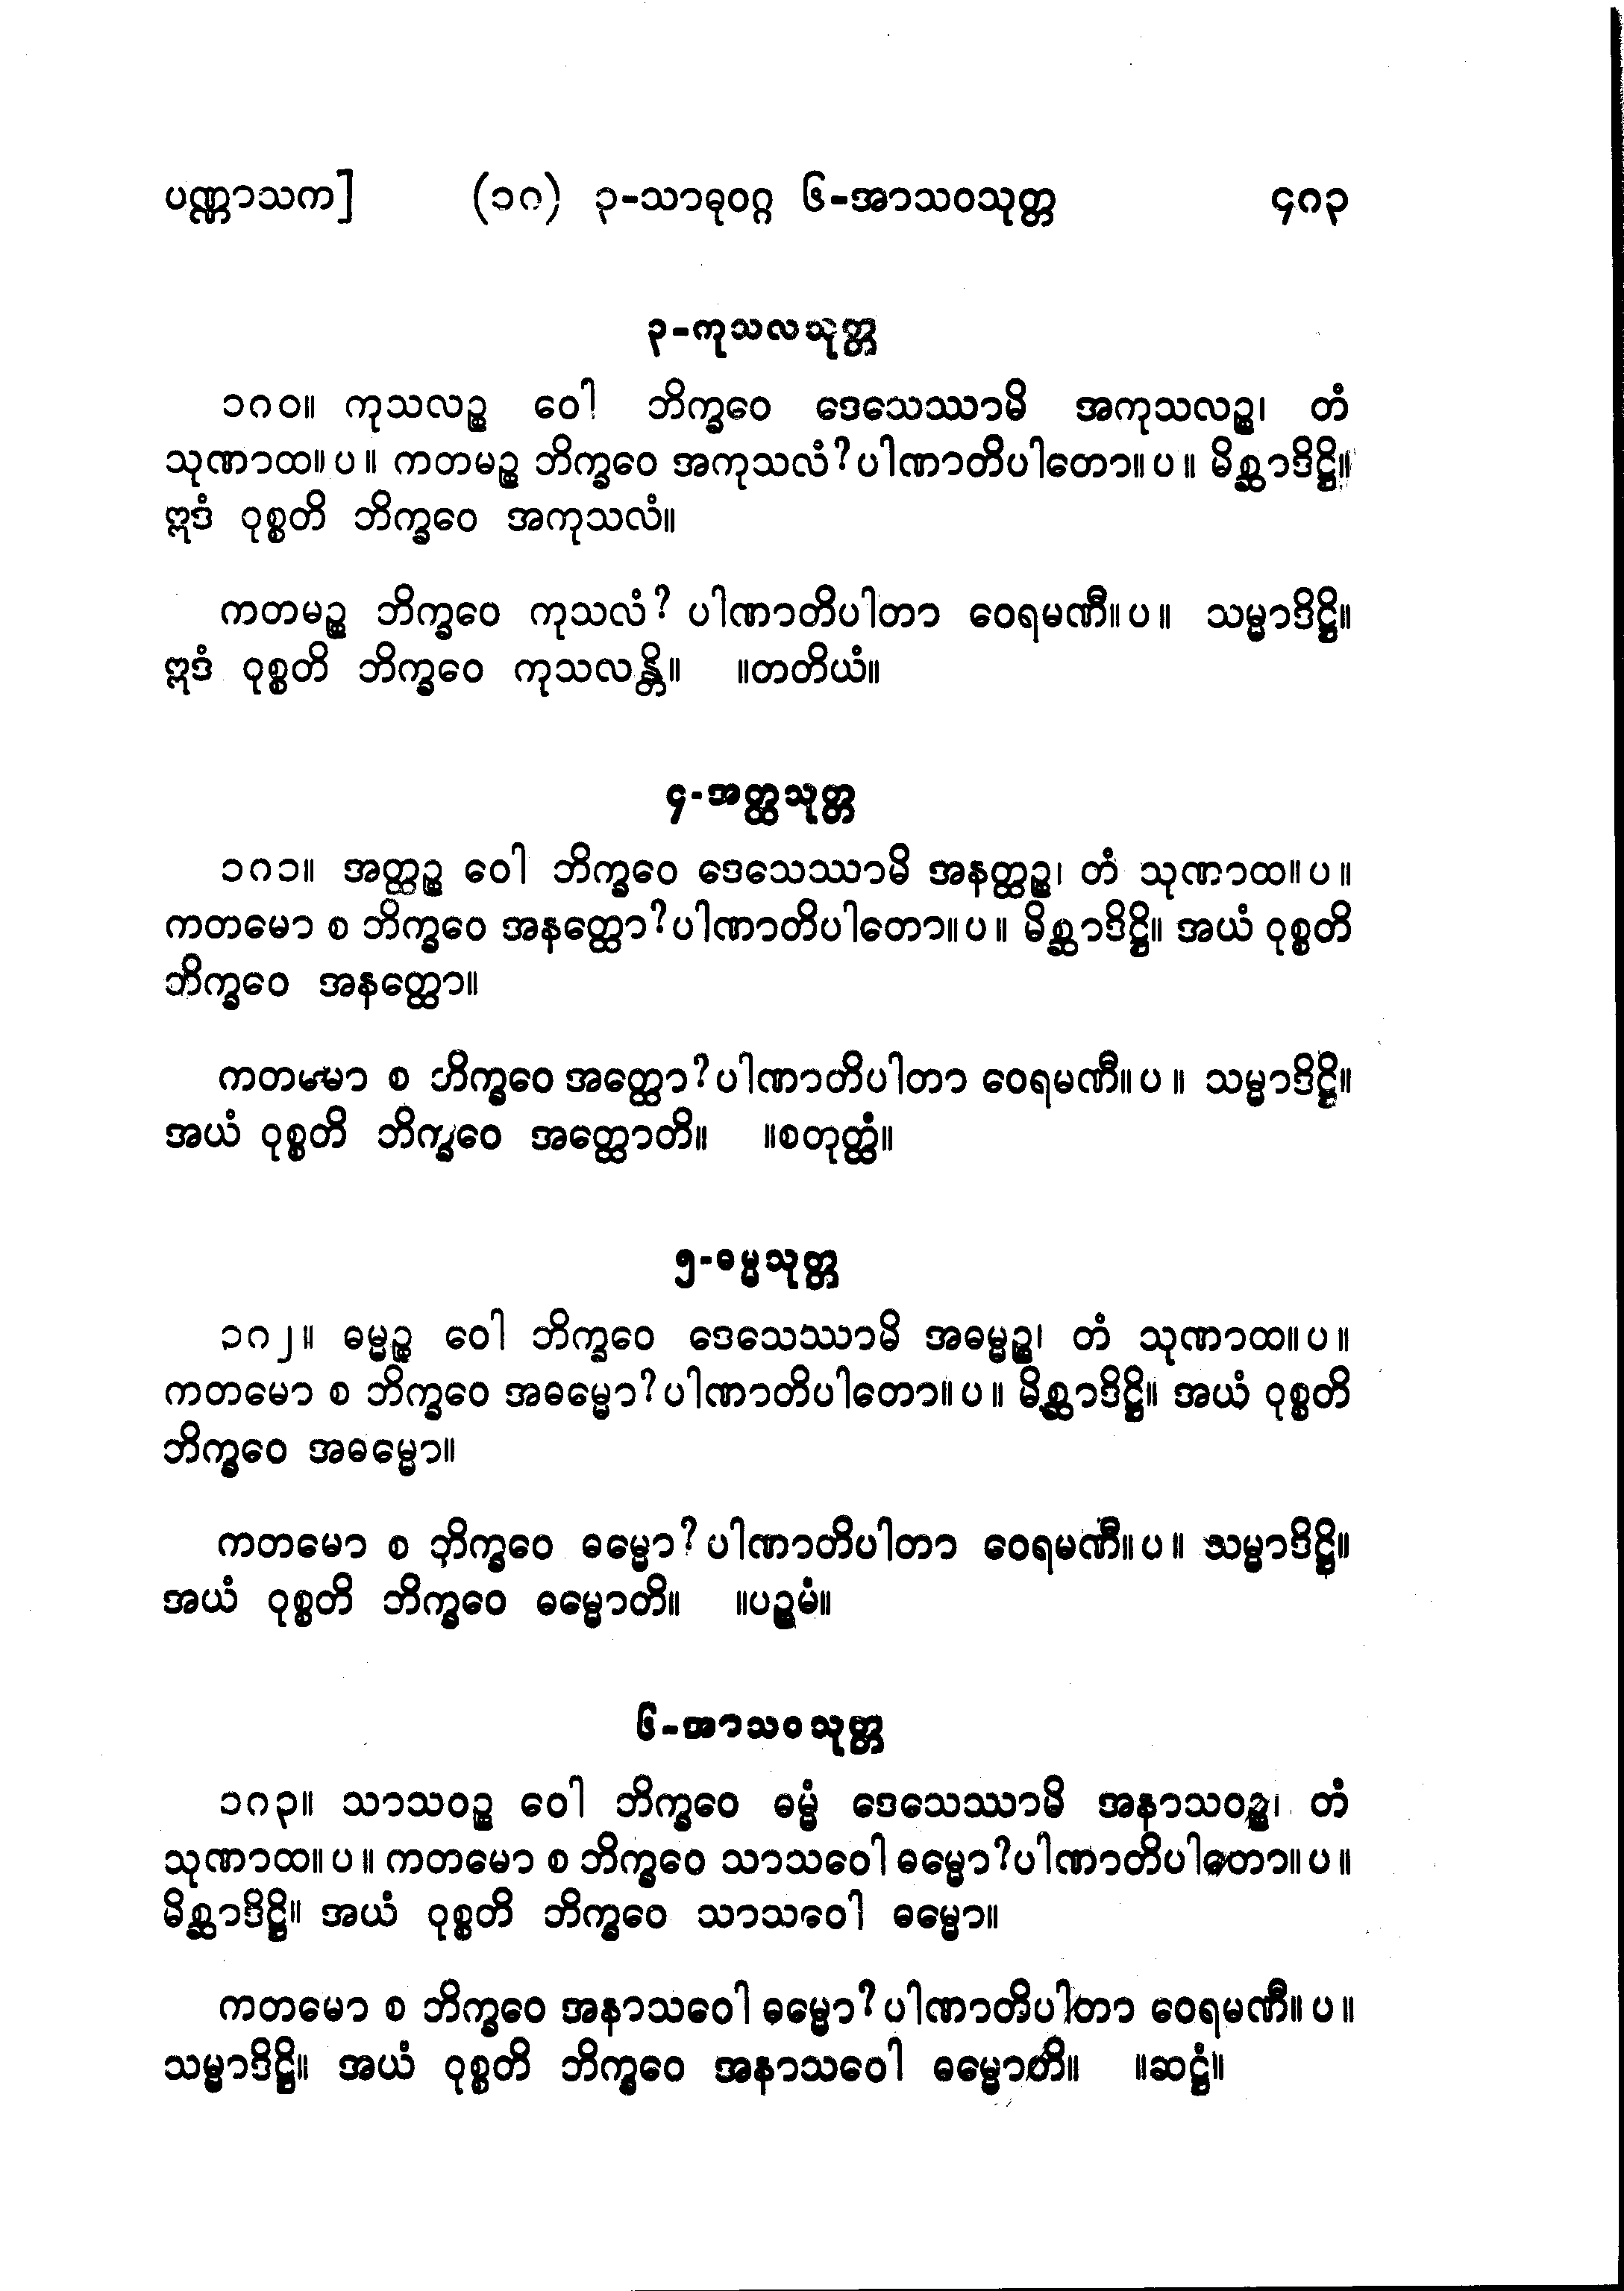 ပဏ္ဏာသက] (၁၈) ၃-သာဓုဝဂ္ဂ ၆-အာသဝသုတ္တ ၄၈၃
၃-ကုသလသုတ္တ
၁၈၀။ ကုသလဉ္စ ဝေါ ဘိက္ခဝေ ဒေသေဿာမိ အကုသလဉ္စ၊ တံ
သုဏာထ။ပ။ ကတမဉ္စ ဘိက္ခဝေ အကုသလံ? ပါဏာတိပါတော။ပ။ မိစ္ဆာဒိဋ္ဌိ။
ဣဒံ ဝုစ္စတိ ဘိက္ခဝေ အကုသလံ။
ကတမဉ္စ ဘိက္ခဝေ ကုသလံ? ပါဏာတိပါတာ ဝေရမဏီ။ပ။ သမ္မာဒိဋ္ဌိ။
ဣဒံ ဝုစ္စတိ ဘိက္ခဝေ ကုသလန္တိ။ ။တတိယံ။
၄-အတ္ထသုတ္တ
၁၈၁။ အတ္ထဉ္စ ဝေါ ဘိက္ခဝေ ဒေသေဿာမိ အနတ္ထဉ္စ၊ တံ သုဏာထ။ပ။
ကတမော စ ဘိက္ခဝေ အနတ္ထော? ပါဏာတိပါတော။ပ။ မိစ္ဆာဒိဋ္ဌိ။ အယံ ဝုစ္စတိ
ဘိက္ခဝေ အနတ္ထော။
ကတမော စ ဘိက္ခဝေ အတ္ထော? ပါဏာတိပါတာ ဝေရမဏီ။ပ။ သမ္မာဒိဋ္ဌိ။
အယံ ဝုစ္စတိ ဘိက္ခဝေ အတ္ထောတိ။ ။စတုတ္ထံ။
၅-ဓမ္မသုတ္တ
၁၈၂။ ဓမ္မဉ္စ ဝေါ ဘိက္ခဝေ ဒေသေဿာမိ အဓမ္မဉ္စ၊ တံ သုဏာထ။ပ။
ကတမော စ ဘိက္ခဝေ အဓမ္မော? ပါဏာတိပါတော။ပ။ မိစ္ဆာဒိဋ္ဌိ။ အယံ ဝုစ္စတိ
ဘိက္ခဝေ အဓမ္မော။
ကတမော စ ဘိက္ခဝေ ဓမ္မော? ပါဏာတိပါတာ ဝေရမဏီ။ပ။ သမ္မာဒိဋ္ဌိ။
အယံ ဝုစ္စတိ ဘိက္ခဝေ ဓမ္မောတိ။ ။ပဉ္စမံ။
၆-အာသဝသုတ္တ
၁၈၃။ သာသဝဉ္စ ဝေါ ဘိက္ခဝေ ဓမ္မံ ဒေသေဿာမိ အနာသဝဉ္စ၊ တံ
သုဏာထ။ပ။ ကတမော စ ဘိက္ခဝေ သာသဝေါ ဓမ္မော? ပါဏာတိပါတော။ပ။
မိစ္ဆာဒိဋ္ဌိ။ အယံ ဝုစ္စတိ ဘိက္ခဝေ သာသဝေါ ဓမ္မော။
ကတမော စ ဘိက္ခဝေ အနာသဝေါ ဓမ္မော? ပါဏာတိပါတာ ဝေရမဏီ။ပ။
သမ္မာဒိဋ္ဌိ။ အယံ ဝုစ္စတိ ဘိက္ခဝေ အနာသဝေါ ဓမ္မောတိ။ ။ဆဋ္ဌံ။